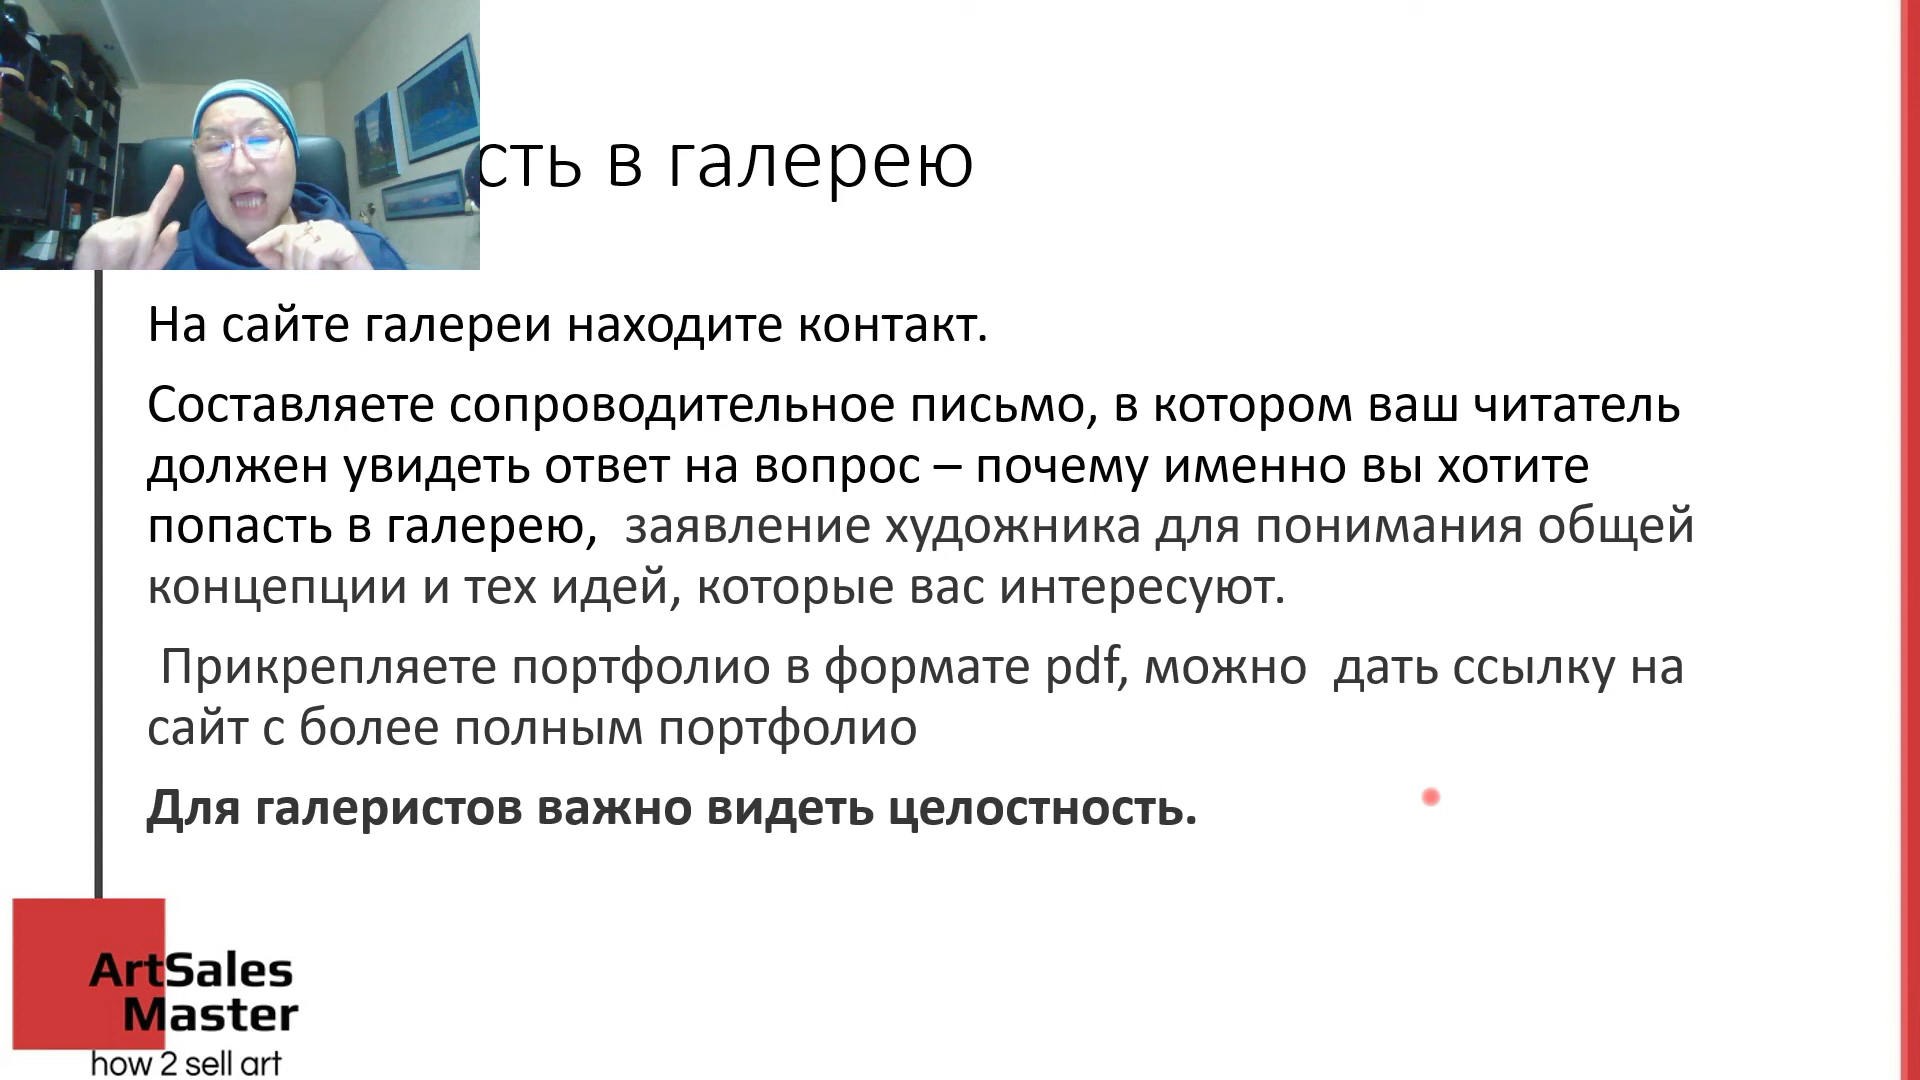 сть в галерею
На сайте галереи находите контакт.
Составляете сопроводительное письмо, в котором ваш читатель
должен увидеть ответ на вопрос – почему именно вы хотите
попасть в галерею,  заявление художника для понимания общей
концепции и тех идей, которые вас интересуют.
Прикрепляете портфолио в формате pdf, можно  дать ссылку на
сайт с более полным портфолио
Для галеристов важно видеть целостность.
ArtSales
Master
how 2 sell art